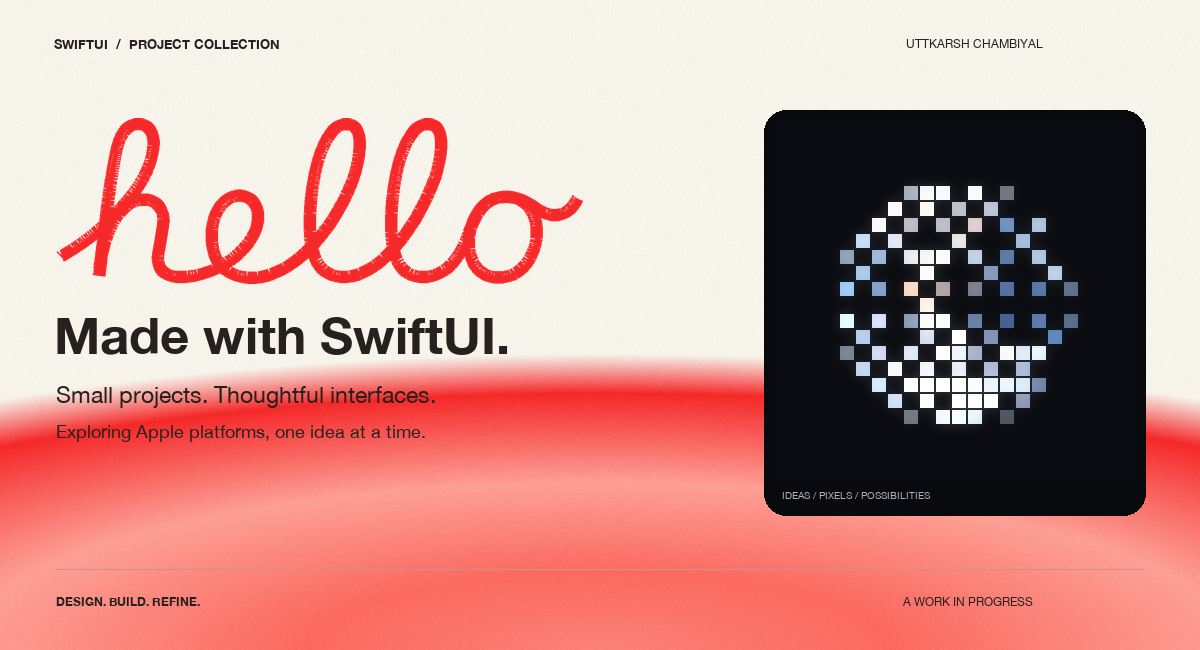 SWIFTUI / PROJECT COLLECTION
UTTKARSH CHAMBIYAL
hello
Made with SwiftUI.
Small projects. Thoughtful interfaces.
Exploring Apple platforms, one idea at a time.
IDEAS / PIXELS / POSSIBILITIES
DESIGN. BUILD. REFINE.
A WORK IN PROGRESS